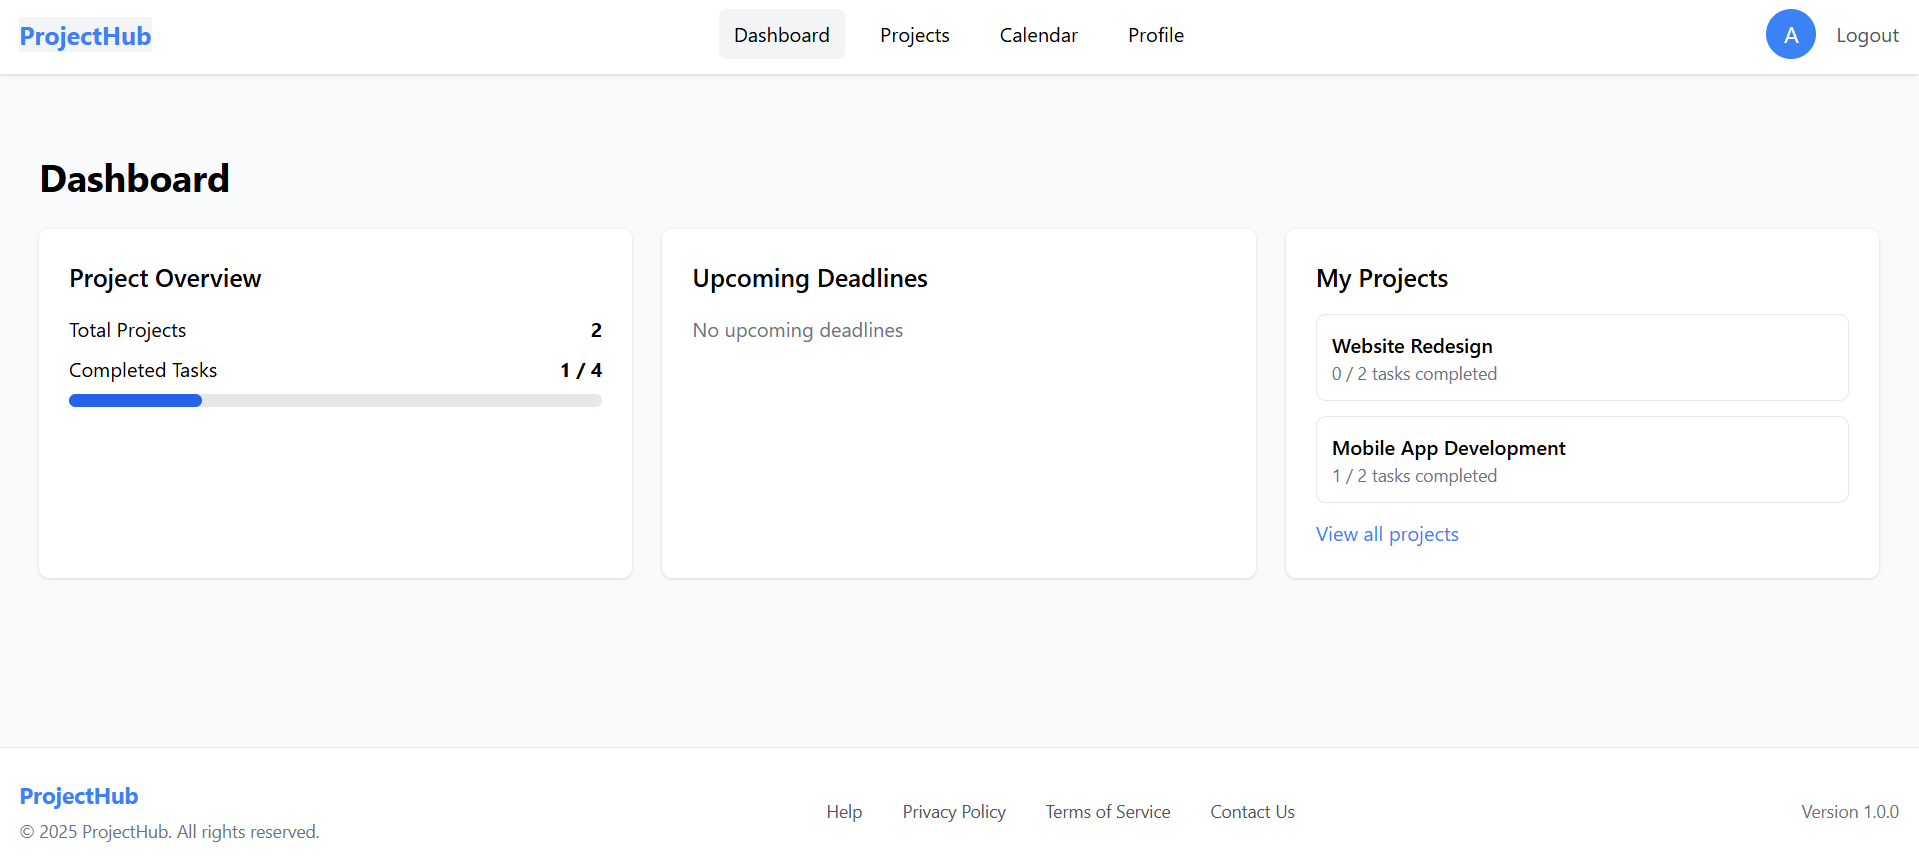 ProjectHub
Dashboard
Projects
Calendar
Profile
A
Logout
Dashboard
Project Overview
Total Projects 2
Completed Tasks 1 / 4
Upcoming Deadlines
No upcoming deadlines
My Projects
Website Redesign
0 / 2 tasks completed
Mobile App Development
1 / 2 tasks completed
View all projects
ProjectHub
© 2025 ProjectHub. All rights reserved.
Help
Privacy Policy
Terms of Service
Contact Us
Version 1.0.0